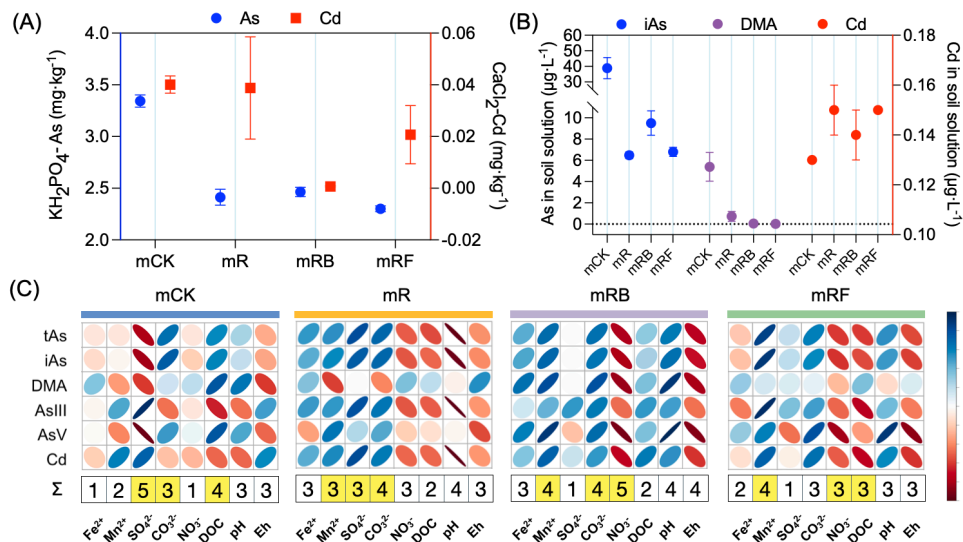 (A)
As
Cd
KH₂PO₄- As (mg·kg⁻¹)
4.0
3.5
3.0
2.5
2.0
CaCl₂-Cd (mg·kg⁻¹)
0.06
0.04
0.02
0.00
-0.02
mCK mR mRB mRF
(B)
iAs
DMA
Cd
As in soil solution (μg·L⁻¹)
60
50
40
30
10
8
6
4
2
0
Cd in soil solution (μg·L⁻¹)
0.18
0.16
0.14
0.12
0.10
mCK mR mRB mRF mCK mR mRB mRF mCK mR mRB mRF
(C)
mCK mR mRB mRF
tAs
iAs
DMA
AsIII
AsV
Cd
Σ 1 2 5 3 1 4 3 3 3 3 3 4 3 2 4 3 3 4 1 4 5 2 4 4 2 4 1 3 3 3 3 3
Fe²⁺ Mn²⁺ SO₄²⁻ CO₃²⁻ NO₃⁻ DOC pH Eh Fe²⁺ Mn²⁺ SO₄²⁻ CO₃²⁻ NO₃⁻ DOC pH Eh Fe²⁺ Mn²⁺ SO₄²⁻ CO₃²⁻ NO₃⁻ DOC pH Eh Fe²⁺ Mn²⁺ SO₄²⁻ CO₃²⁻ NO₃⁻ DOC pH Eh